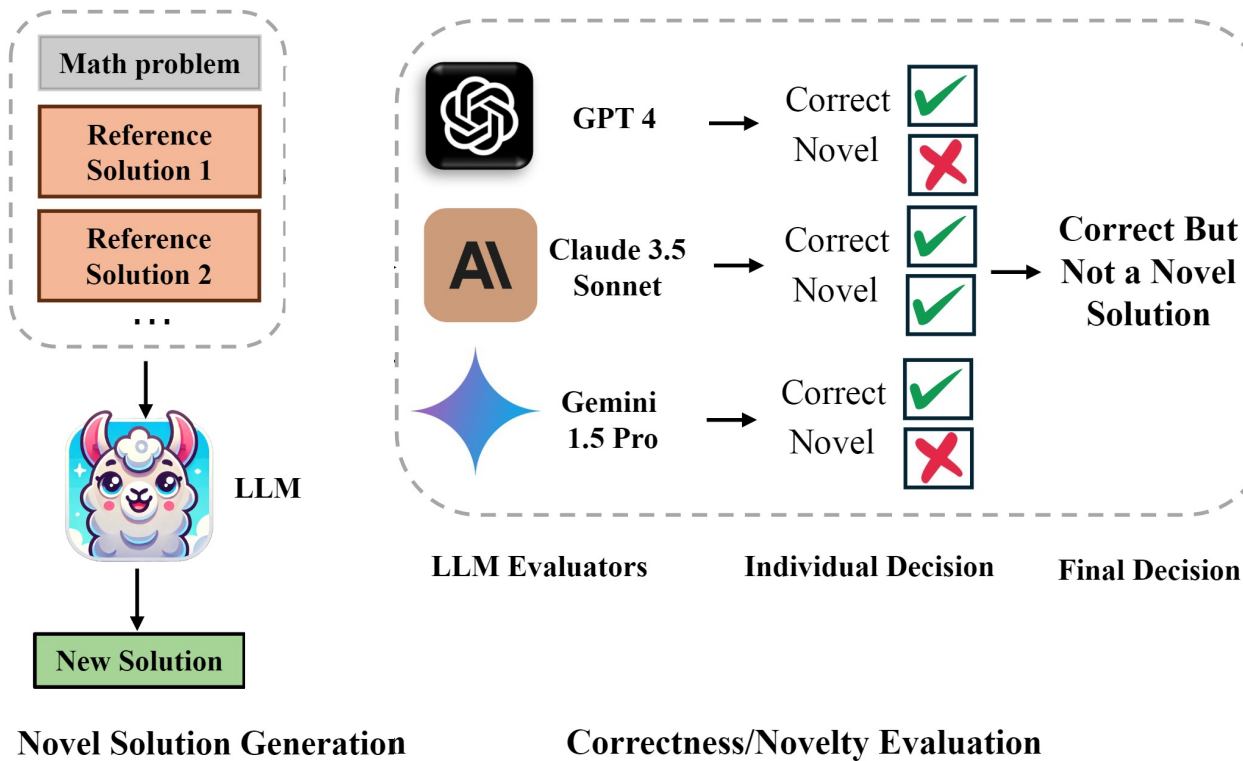 Math problem
Reference
Solution 1
Reference
Solution 2
...
LLM
New Solution
Novel Solution Generation
GPT 4
Correct
Novel
Claude 3.5
Sonnet
Correct
Novel
Gemini
1.5 Pro
Correct
Novel
Correct But
Not a Novel
Solution
LLM Evaluators
Individual Decision
Final Decision
Correctness/Novelty Evaluation